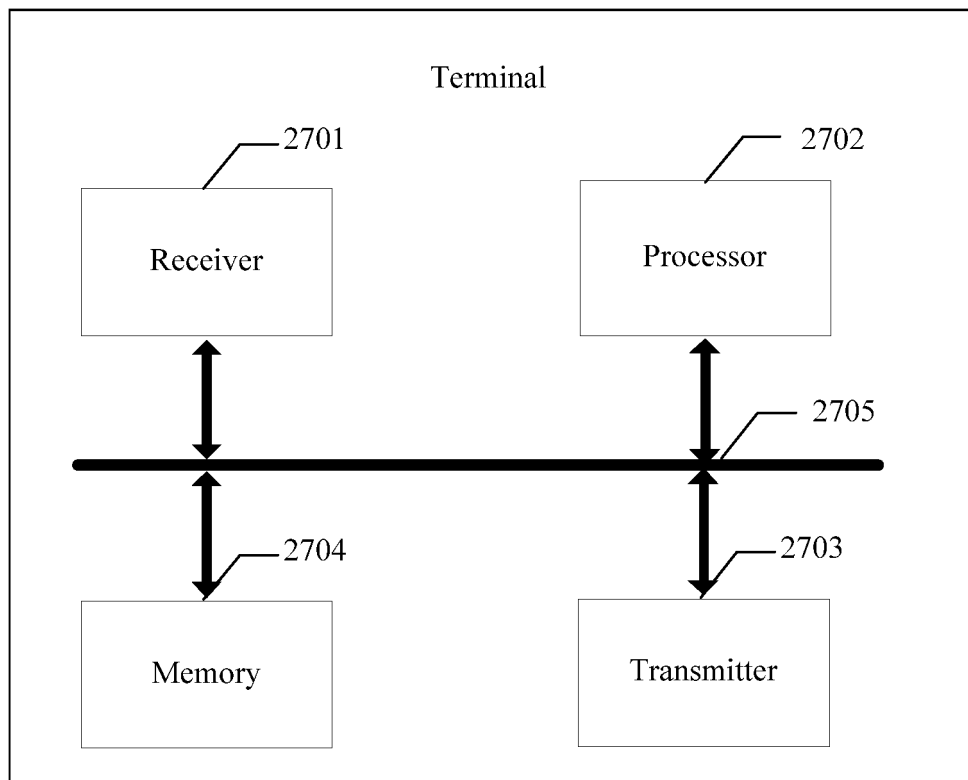 Terminal
2701
2702
Receiver
Processor
2705
2704
2703
Memory
Transmitter